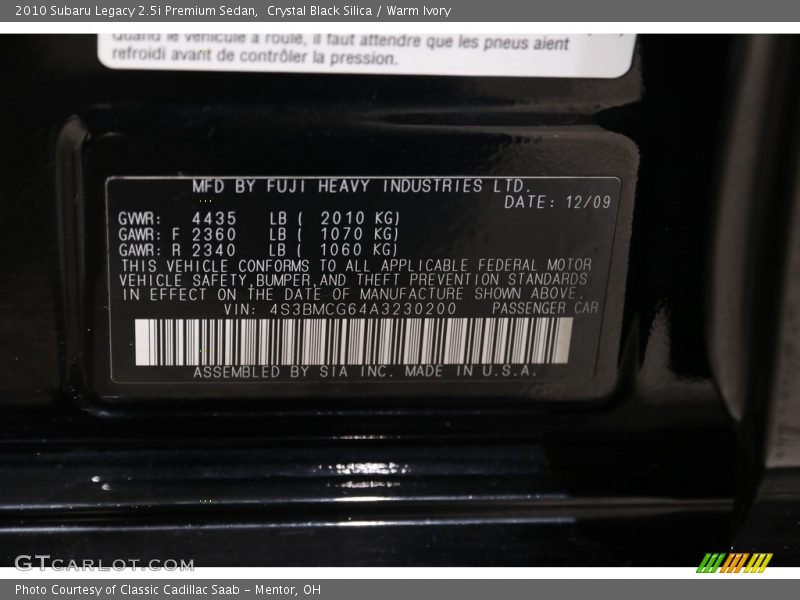 2010 Subaru Legacy 2.5i Premium Sedan, Crystal Black Silica / Warm Ivory
Quand le véhicule a roulé, il faut attendre que les pneus aient
refroidi avant de contrôler la pression.
MFD BY FUJI HEAVY INDUSTRIES LTD.
DATE: 12/09
GVWR: 4435 LB ( 2010 KG)
GAWR: F 2360 LB ( 1070 KG)
GAWR: R 2340 LB ( 1060 KG)
THIS VEHICLE CONFORMS TO ALL APPLICABLE FEDERAL MOTOR
VEHICLE SAFETY,BUMPER,AND THEFT PREVENTION STANDARDS
IN EFFECT ON THE DATE OF MANUFACTURE SHOWN ABOVE.
VIN: 4S3BMCG64A3230200 PASSENGER CAR
ASSEMBLED BY SIA INC. MADE IN U.S.A.
GTCARLOT.COM
Photo Courtesy of Classic Cadillac Saab - Mentor, OH